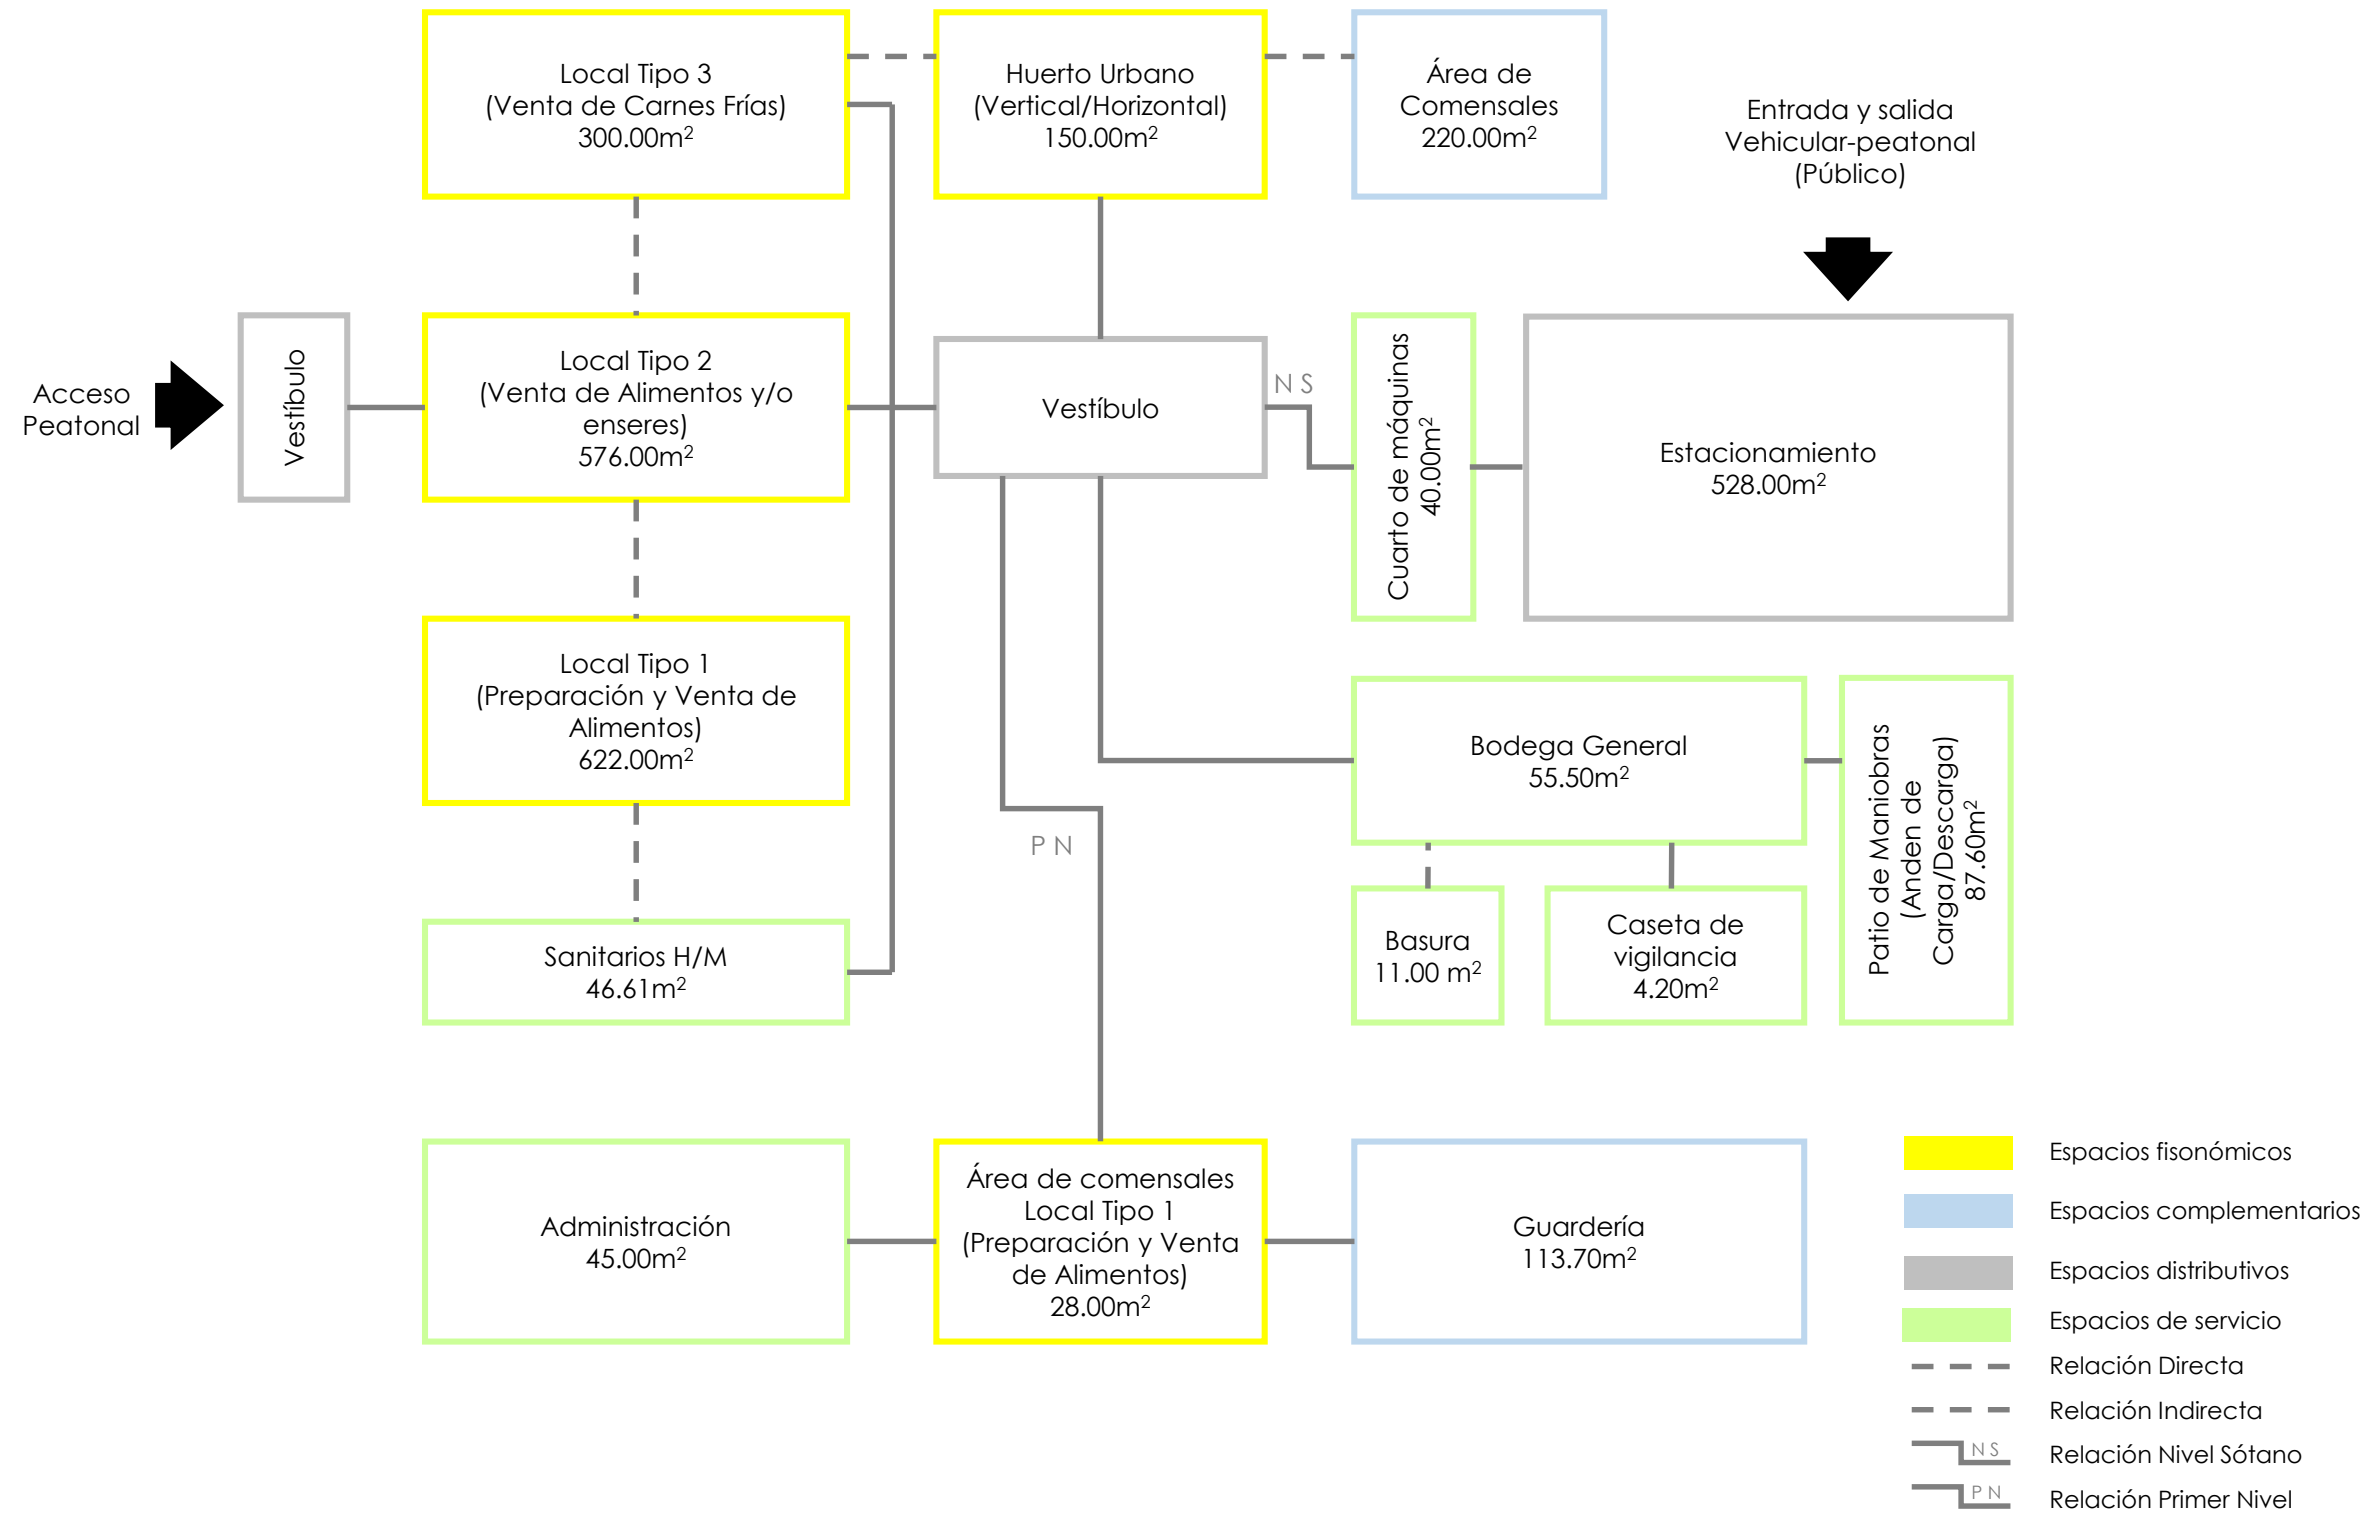 Local Tipo 3
(Venta de Carnes Frías)
300.00m²
Huerto Urbano
(Vertical/Horizontal)
150.00m²
Área de
Comensales
220.00m²
Entrada y salida
Vehicular-peatonal
(Público)
Acceso
Peatonal
Vestíbulo
Local Tipo 2
(Venta de Alimentos y/o
enseres)
576.00m²
Vestíbulo
N S
Cuarto de máquinas
40.00m²
Estacionamiento
528.00m²
Local Tipo 1
(Preparación y Venta de
Alimentos)
622.00m²
P N
Bodega General
55.50m²
Patio de Maniobras
(Anden de
Carga/Descarga)
87.60m²
Sanitarios H/M
46.61m²
Basura
11.00 m²
Caseta de
vigilancia
4.20m²
Administración
45.00m²
Área de comensales
Local Tipo 1
(Preparación y Venta
de Alimentos)
28.00m²
Guardería
113.70m²
Espacios fisonómicos
Espacios complementarios
Espacios distributivos
Espacios de servicio
Relación Directa
Relación Indirecta
N S
Relación Nivel Sótano
P N
Relación Primer Nivel